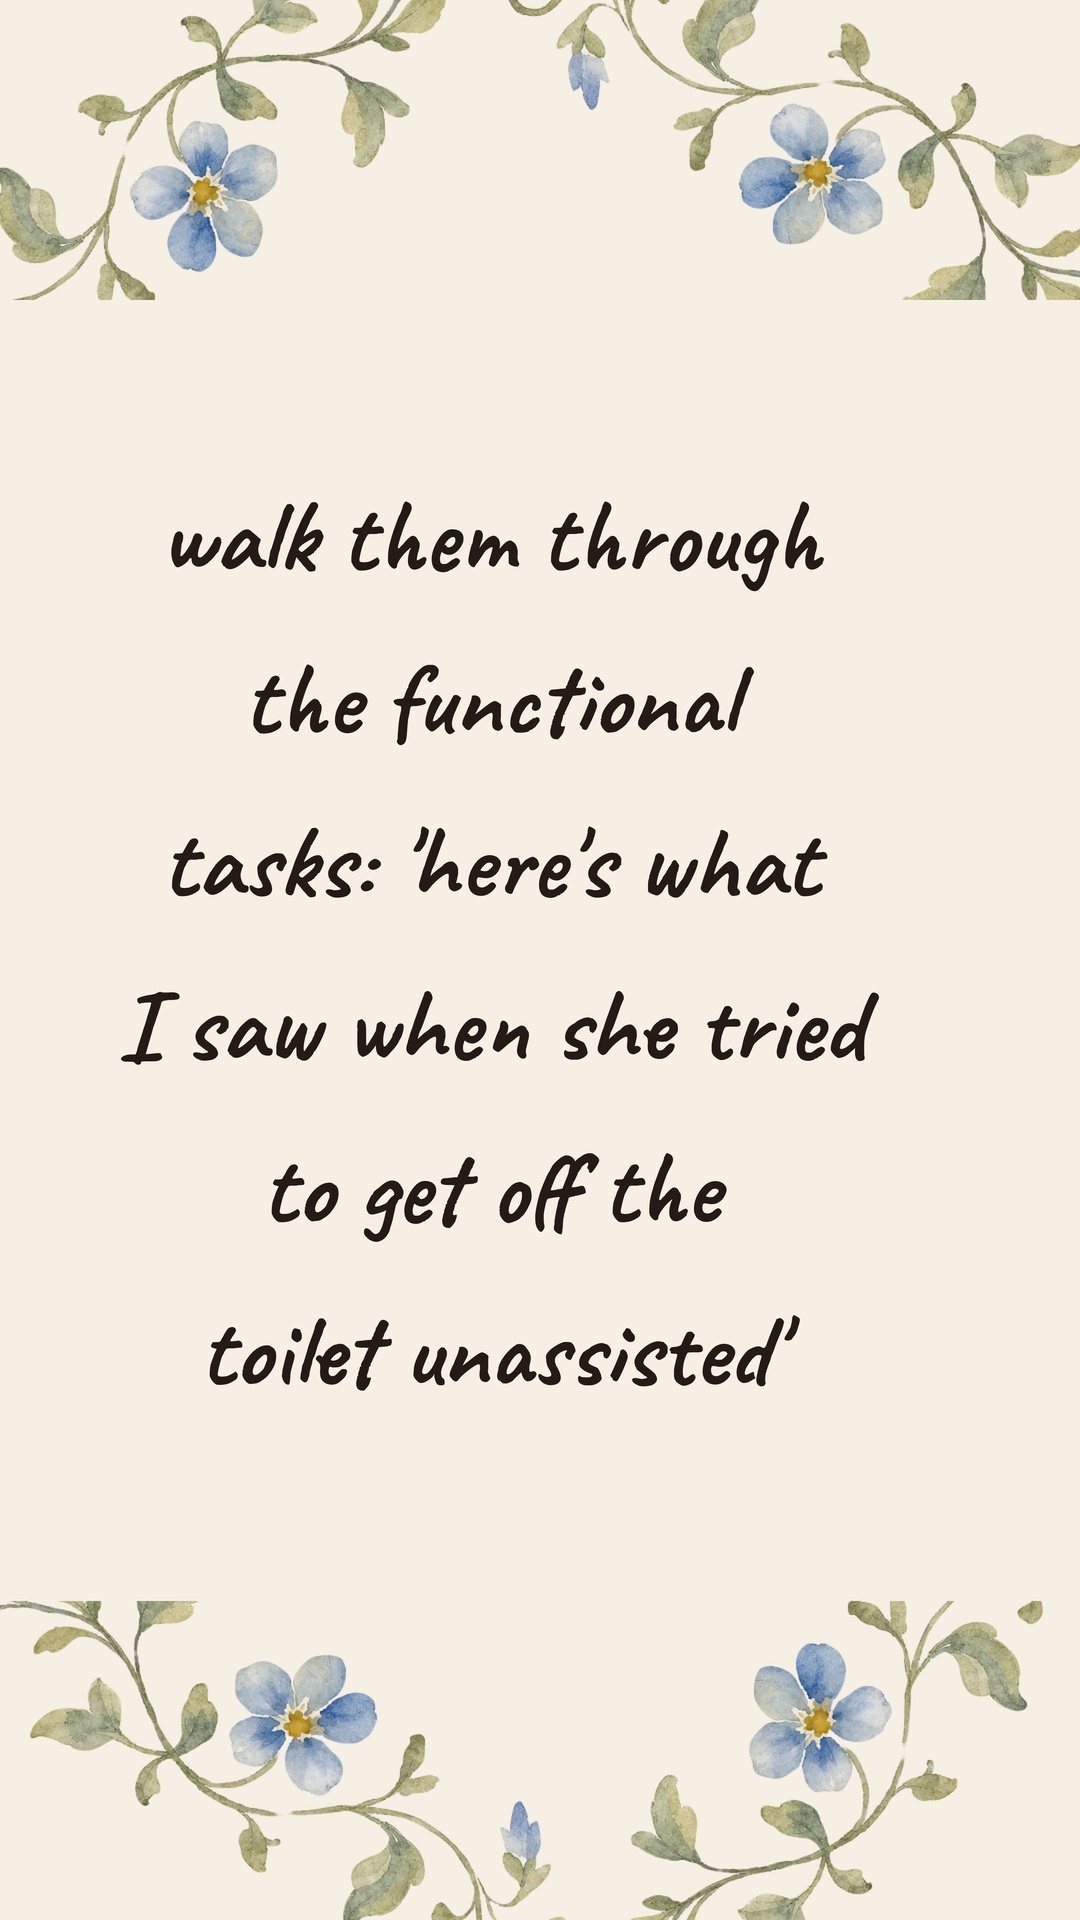 walk them through
the functional
tasks: 'here's what
I saw when she tried
to get off the
toilet unassisted'